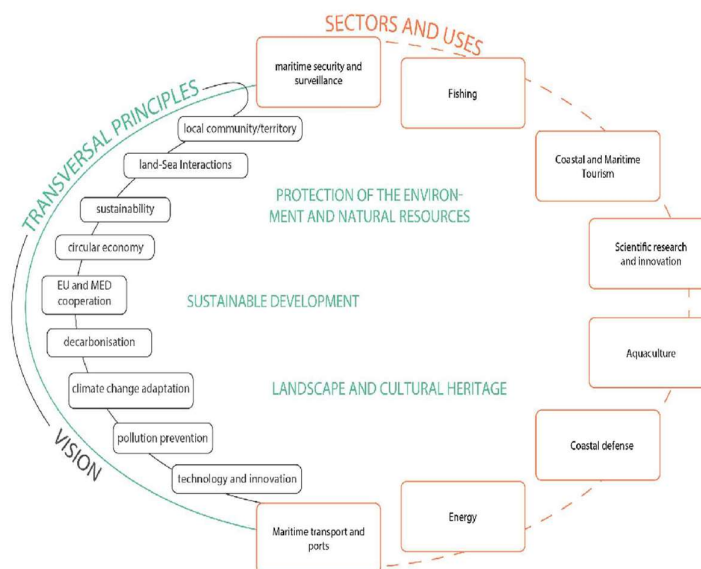 SECTORS AND USES
maritime security and
surveillance
Fishing
TRANSVERSAL PRINCIPLES
local community/territory
land-Sea Interactions
Coastal and Maritime
Tourism
PROTECTION OF THE ENVIRON-
MENT AND NATURAL RESOURCES
sustainability
circular economy
Scientific research
and innovation
EU and MED
cooperation
SUSTAINABLE DEVELOPMENT
decarbonisation
Aquaculture
climate change adaptation
LANDSCAPE AND CULTURAL HERITAGE
pollution prevention
Coastal defense
VISION
technology and innovation
Energy
Maritime transport and
ports